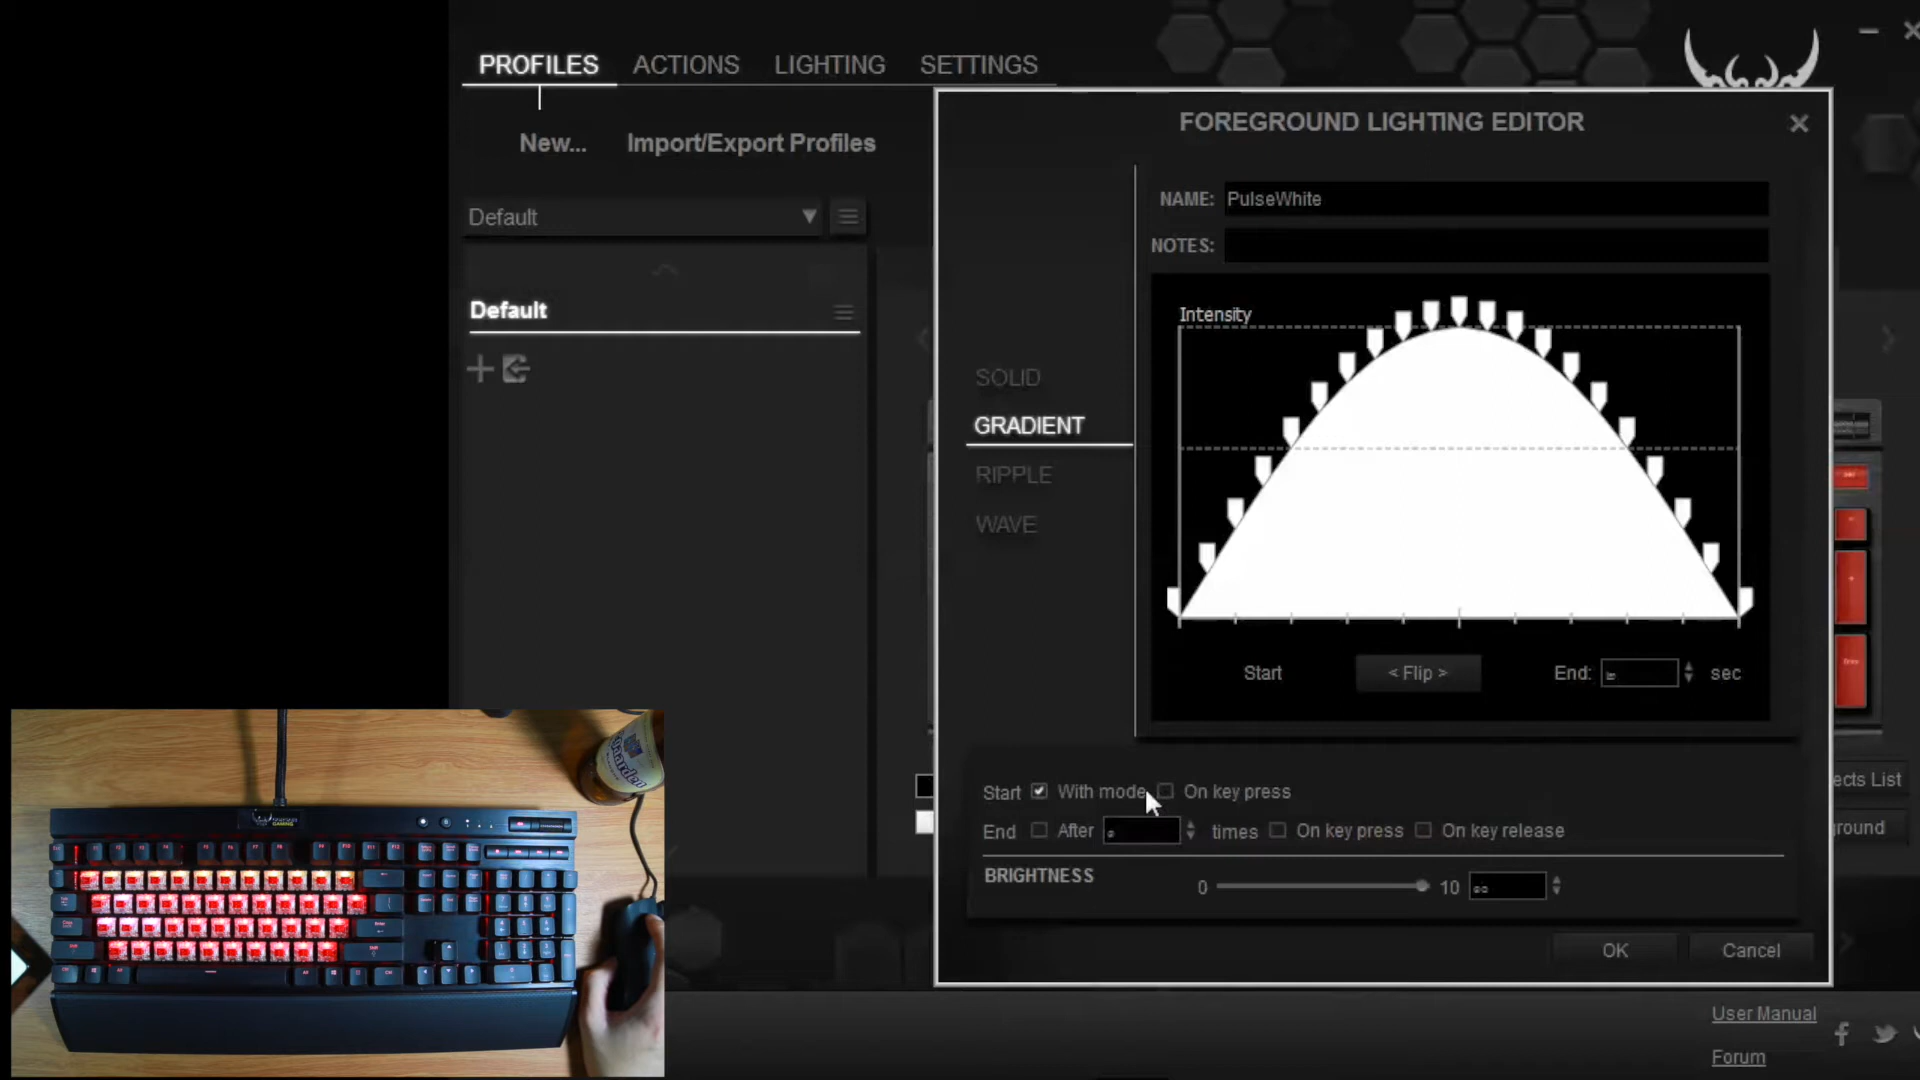 PROFILES ACTIONS LIGHTING SETTINGS
New... Import/Export Profiles
Default
Default
FOREGROUND LIGHTING EDITOR
NAME: PulseWhite
NOTES:
Intensity
SOLID
GRADIENT
RIPPLE
WAVE
Start < Flip > End: sec
Start With mode On key press
End After times On key press On key release
BRIGHTNESS
0 10
OK Cancel
ects List
round
User Manual
Forum